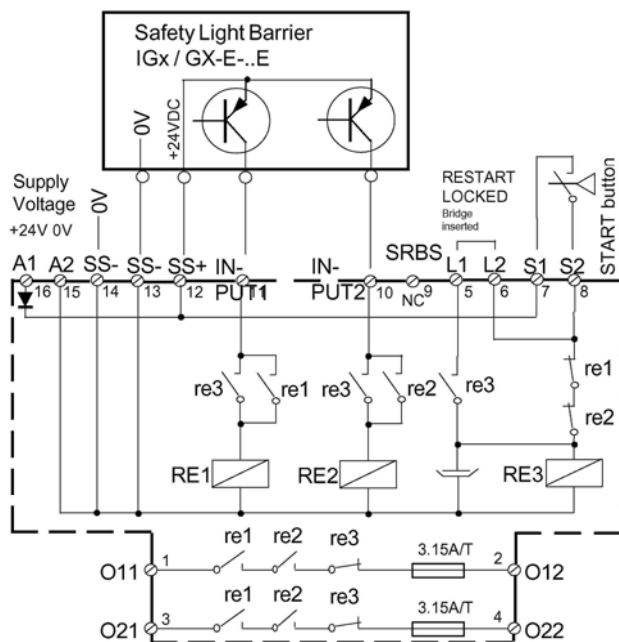 Safety Light Barrier
IGx / GX-E-..E
0V
+24VDC
Supply
Voltage
+24V 0V
0V
RESTART
LOCKED
Bridge
inserted
START button
A1 A2 SS- SS- SS+ IN-PUT1 IN-PUT2 SRBS L1 L2 S1 S2
16 15 14 13 12 10 9 5 6 7 8
NC
re3 re1 re3 re2 re3 re1
re2
RE1 RE2 RE3
re1 re2 re3 3.15A/T
O11 1 2 O12
re1 re2 re3 3.15A/T
O21 3 4 O22